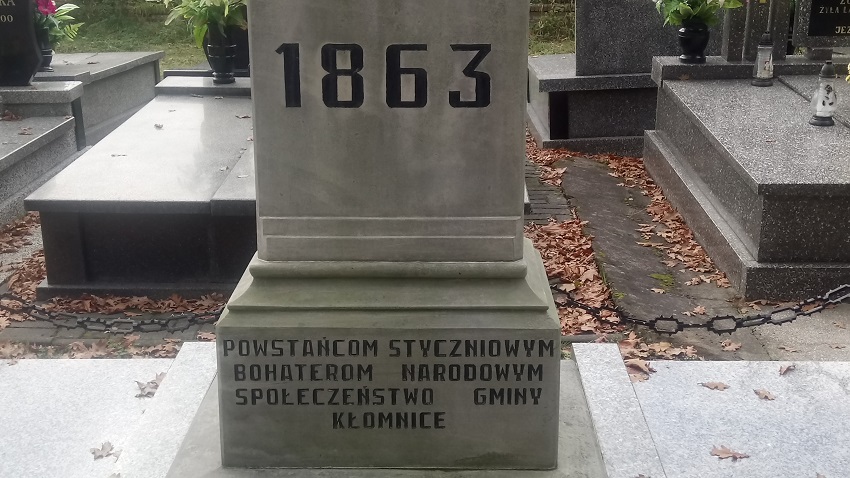 1863
POWSTAŃCOM STYCZNIOWYM
BOHATEROM NARODOWYM
SPOŁECZEŃSTWO GMINY
KŁOMNICE